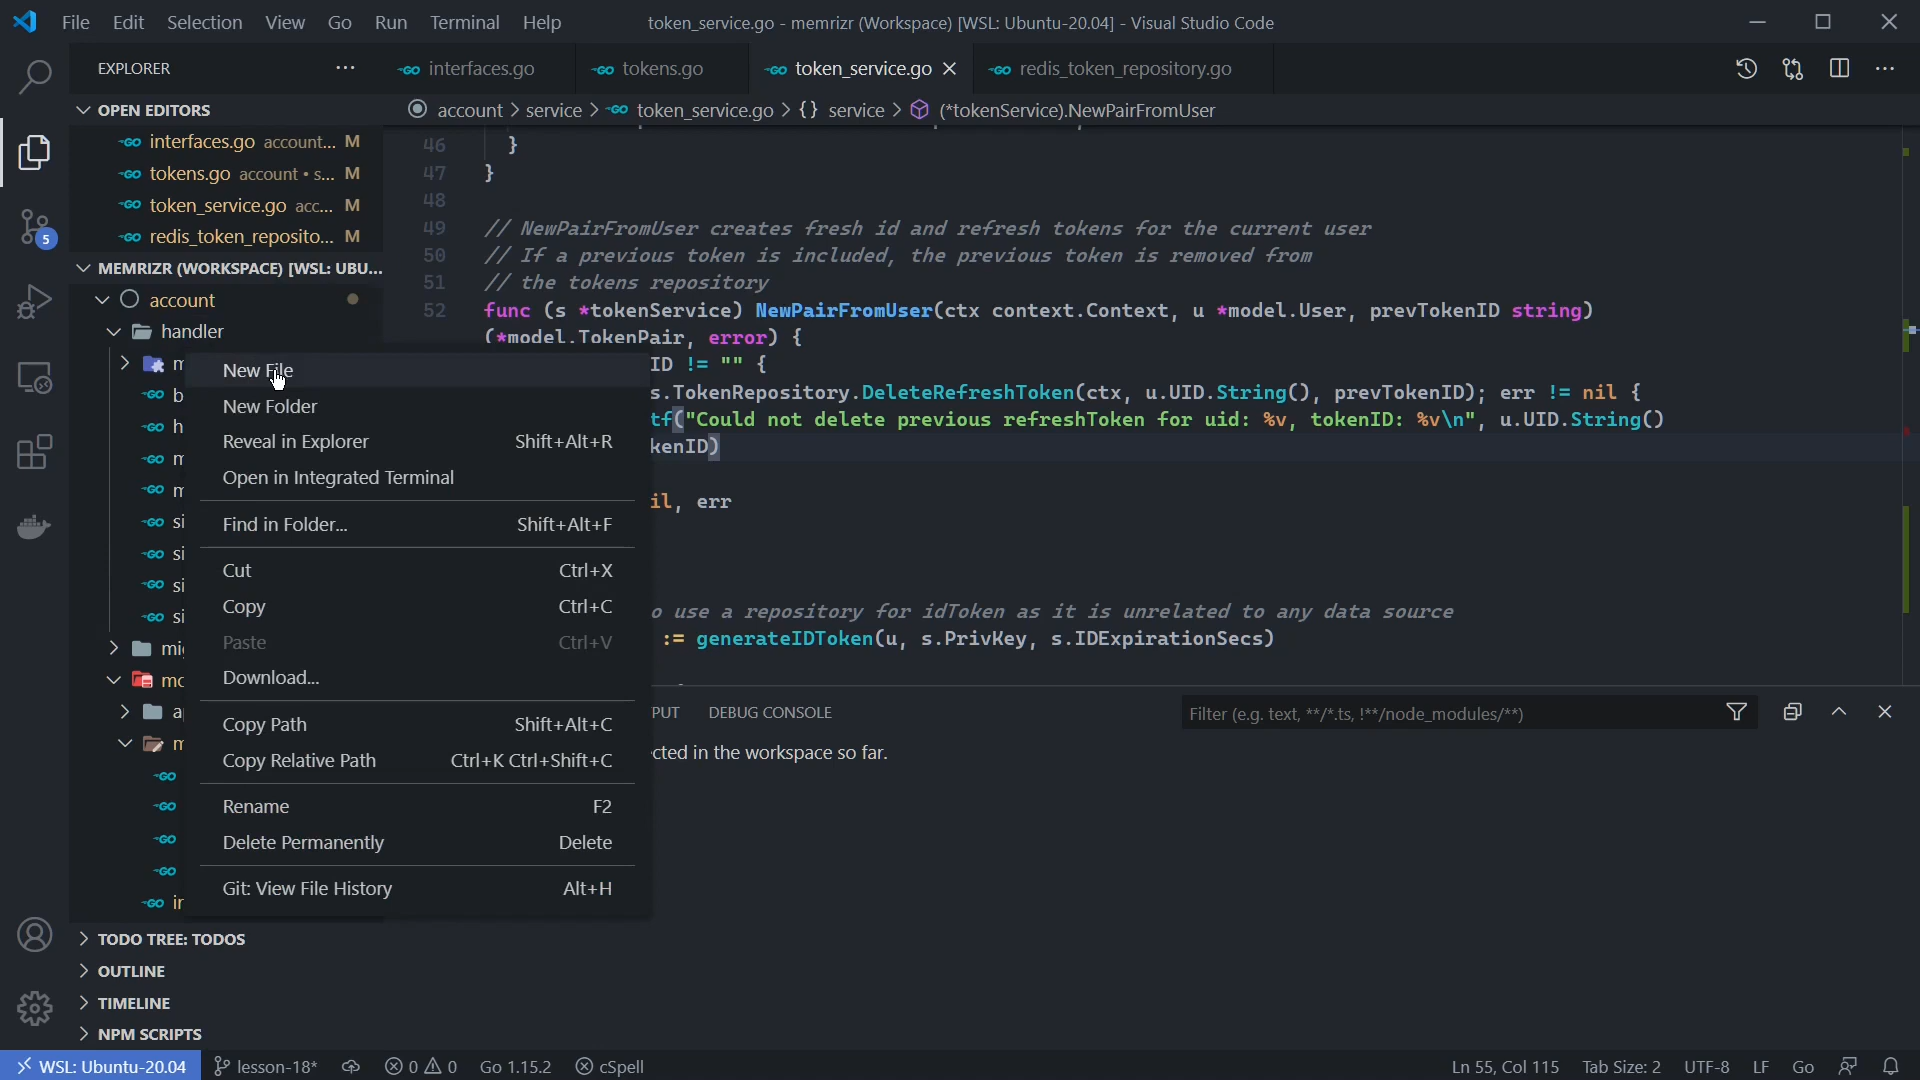 File Edit Selection View Go Run Terminal Help
token_service.go - memrizr (Workspace) [WSL: Ubuntu-20.04] - Visual Studio Code
EXPLORER
interfaces.go
tokens.go
token_service.go
redis_token_repository.go
OPEN EDITORS
account > service > token_service.go > {} service > (*tokenService).NewPairFromUser
interfaces.go account... M
tokens.go account • s... M
token_service.go acc... M
redis_token_reposito... M
MEMRIZR (WORKSPACE) [WSL: UBU...
account
handler
46 }
47 }
48
49 // NewPairFromUser creates fresh id and refresh tokens for the current user
50 // If a previous token is included, the previous token is removed from
51 // the tokens repository
52 func (s *tokenService) NewPairFromUser(ctx context.Context, u *model.User, prevTokenID string)
(*model.TokenPair, error) {
ID != "" {
s.TokenRepository.DeleteRefreshToken(ctx, u.UID.String(), prevTokenID); err != nil {
tf("Could not delete previous refreshToken for uid: %v, tokenID: %v\n", u.UID.String()
kenID)
il, err
o use a repository for idToken as it is unrelated to any data source
:= generateIDToken(u, s.PrivKey, s.IDExpirationSecs)
New File
New Folder
Reveal in Explorer Shift+Alt+R
Open in Integrated Terminal
Find in Folder... Shift+Alt+F
Cut Ctrl+X
Copy Ctrl+C
Paste Ctrl+V
Download...
Copy Path Shift+Alt+C
Copy Relative Path Ctrl+K Ctrl+Shift+C
Rename F2
Delete Permanently Delete
Git: View File History Alt+H
PUT DEBUG CONSOLE
Filter (e.g. text, **/*.ts, !**/node_modules/**)
cted in the workspace so far.
5
TODO TREE: TODOS
OUTLINE
TIMELINE
NPM SCRIPTS
WSL: Ubuntu-20.04 lesson-18* 0 0 Go 1.15.2 cSpell
Ln 55, Col 115 Tab Size: 2 UTF-8 LF Go